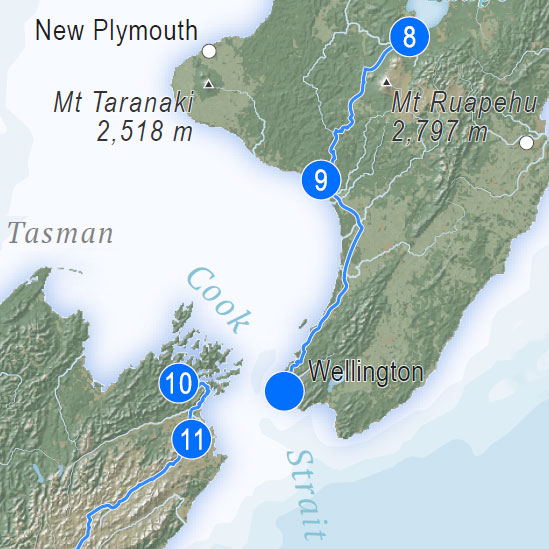 New Plymouth
8
Mt Taranaki
2,518 m
Mt Ruapehu
2,797 m
9
Tasman
Cook
Wellington
10
11
Strait